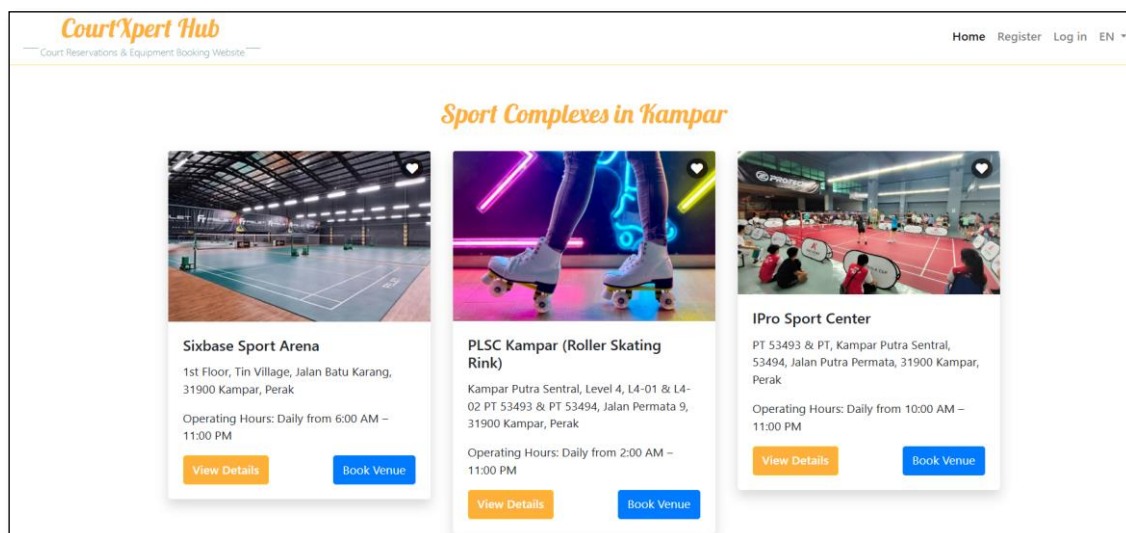 CourtXpert Hub
Court Reservations & Equipment Booking Website
Home Register Log in EN
Sport Complexes in Kampar
Sixbase Sport Arena
1st Floor, Tin Village, Jalan Batu Karang,
31900 Kampar, Perak
Operating Hours: Daily from 6:00 AM –
11:00 PM
View Details
Book Venue
PLSC Kampar (Roller Skating
Rink)
Kampar Putra Sentral, Level 4, L4-01 & L4-
02 PT 53493 & PT 53494, Jalan Permata 9,
31900 Kampar, Perak
Operating Hours: Daily from 2:00 AM –
11:00 PM
View Details
Book Venue
PROTECH
IPro Sport Center
PT 53493 & PT, Kampar Putra Sentral,
53494, Jalan Putra Permata, 31900 Kampar,
Perak
Operating Hours: Daily from 10:00 AM –
11:00 PM
View Details
Book Venue